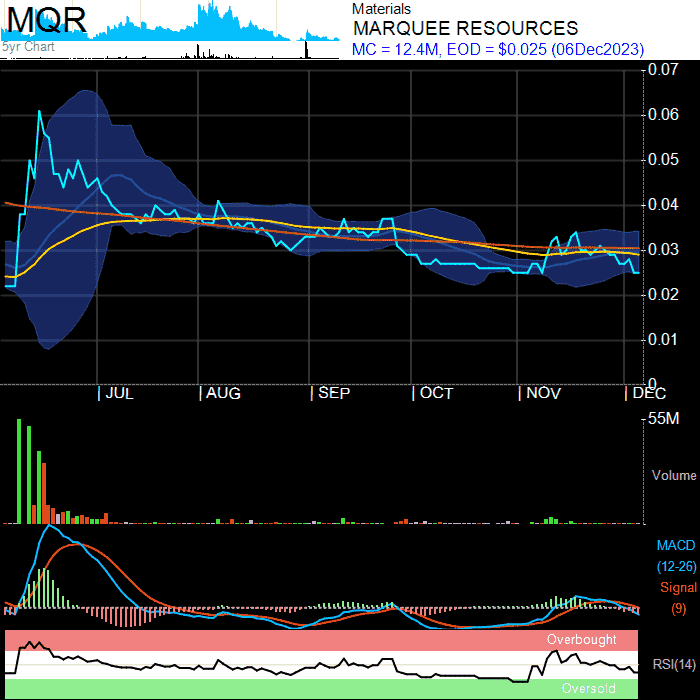 MQR
5yr Chart
Materials
MARQUEE RESOURCES
MC = 12.4M, EOD = $0.025 (06Dec2023)
0.07
0.06
0.05
0.04
0.03
0.02
0.01
0
| JUL | AUG | SEP | OCT | NOV | DEC
55M
Volume
MACD
(12-26)
Signal
(9)
Overbought
RSI(14)
Oversold